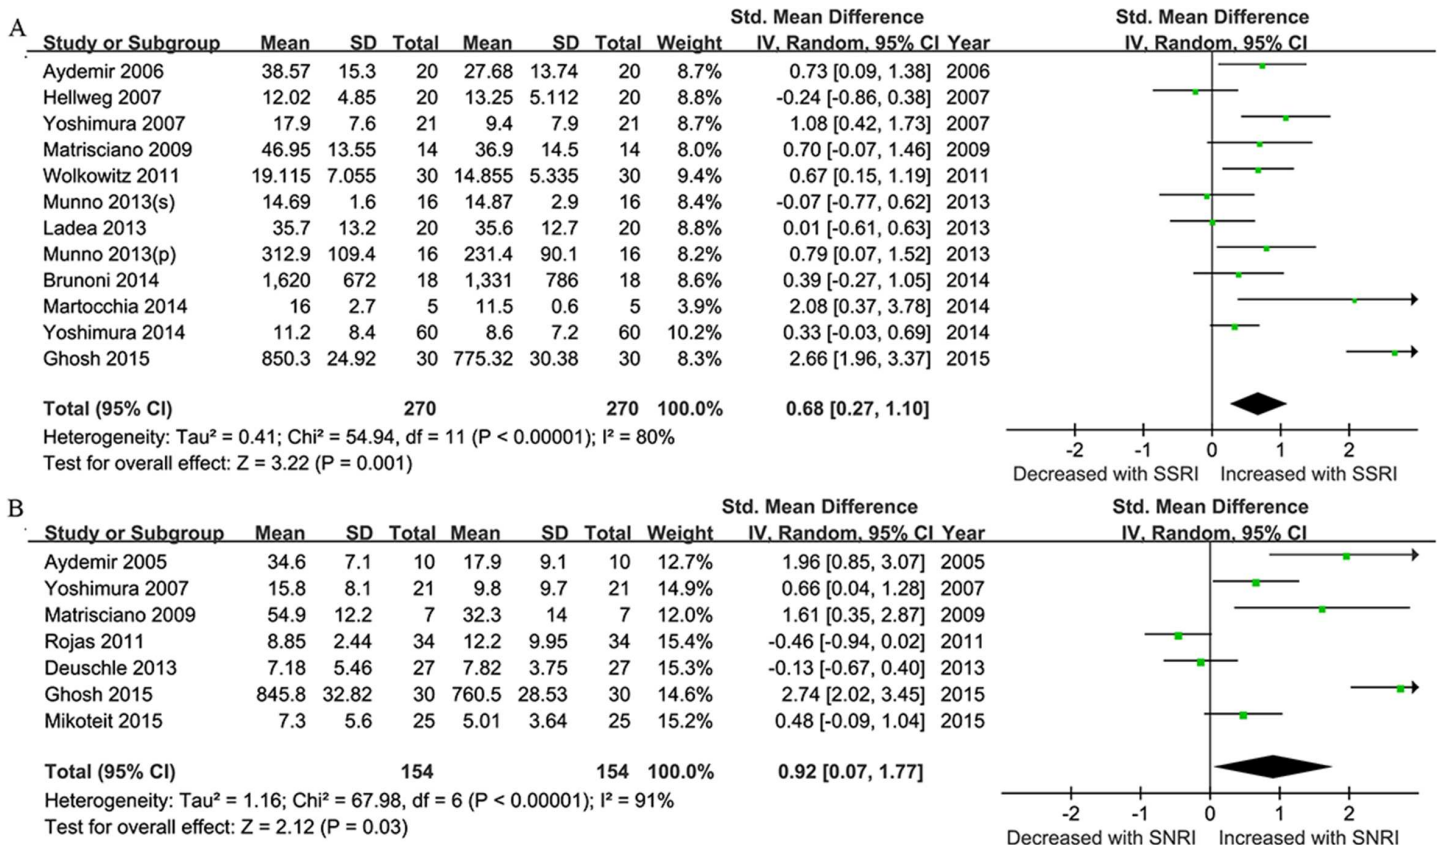 A
Std. Mean Difference Std. Mean Difference
Study or Subgroup Mean SD Total Mean SD Total Weight IV, Random, 95% CI Year IV, Random, 95% CI
Aydemir 2006 38.57 15.3 20 27.68 13.74 20 8.7% 0.73 [0.09, 1.38] 2006
Hellweg 2007 12.02 4.85 20 13.25 5.112 20 8.8% -0.24 [-0.86, 0.38] 2007
Yoshimura 2007 17.9 7.6 21 9.4 7.9 21 8.7% 1.08 [0.42, 1.73] 2007
Matrisciano 2009 46.95 13.55 14 36.9 14.5 14 8.0% 0.70 [-0.07, 1.46] 2009
Wolkowitz 2011 19.115 7.055 30 14.855 5.335 30 9.4% 0.67 [0.15, 1.19] 2011
Munno 2013(s) 14.69 1.6 16 14.87 2.9 16 8.4% -0.07 [-0.77, 0.62] 2013
Ladea 2013 35.7 13.2 20 35.6 12.7 20 8.8% 0.01 [-0.61, 0.63] 2013
Munno 2013(p) 312.9 109.4 16 231.4 90.1 16 8.2% 0.79 [0.07, 1.52] 2013
Brunoni 2014 1,620 672 18 1,331 786 18 8.6% 0.39 [-0.27, 1.05] 2014
Martocchia 2014 16 2.7 5 11.5 0.6 5 3.9% 2.08 [0.37, 3.78] 2014
Yoshimura 2014 11.2 8.4 60 8.6 7.2 60 10.2% 0.33 [-0.03, 0.69] 2014
Ghosh 2015 850.3 24.92 30 775.32 30.38 30 8.3% 2.66 [1.96, 3.37] 2015
Total (95% CI) 270 270 100.0% 0.68 [0.27, 1.10]
Heterogeneity: Tau² = 0.41; Chi² = 54.94, df = 11 (P < 0.00001); I² = 80%
Test for overall effect: Z = 3.22 (P = 0.001)
-2 -1 0 1 2
Decreased with SSRI Increased with SSRI
B
Std. Mean Difference Std. Mean Difference
Study or Subgroup Mean SD Total Mean SD Total Weight IV, Random, 95% CI Year IV, Random, 95% CI
Aydemir 2005 34.6 7.1 10 17.9 9.1 10 12.7% 1.96 [0.85, 3.07] 2005
Yoshimura 2007 15.8 8.1 21 9.8 9.7 21 14.9% 0.66 [0.04, 1.28] 2007
Matrisciano 2009 54.9 12.2 7 32.3 14 7 12.0% 1.61 [0.35, 2.87] 2009
Rojas 2011 8.85 2.44 34 12.2 9.95 34 15.4% -0.46 [-0.94, 0.02] 2011
Deuschle 2013 7.18 5.46 27 7.82 3.75 27 15.3% -0.13 [-0.67, 0.40] 2013
Ghosh 2015 845.8 32.82 30 760.5 28.53 30 14.6% 2.74 [2.02, 3.45] 2015
Mikoteit 2015 7.3 5.6 25 5.01 3.64 25 15.2% 0.48 [-0.09, 1.04] 2015
Total (95% CI) 154 154 100.0% 0.92 [0.07, 1.77]
Heterogeneity: Tau² = 1.16; Chi² = 67.98, df = 6 (P < 0.00001); I² = 91%
Test for overall effect: Z = 2.12 (P = 0.03)
-2 -1 0 1 2
Decreased with SNRI Increased with SNRI